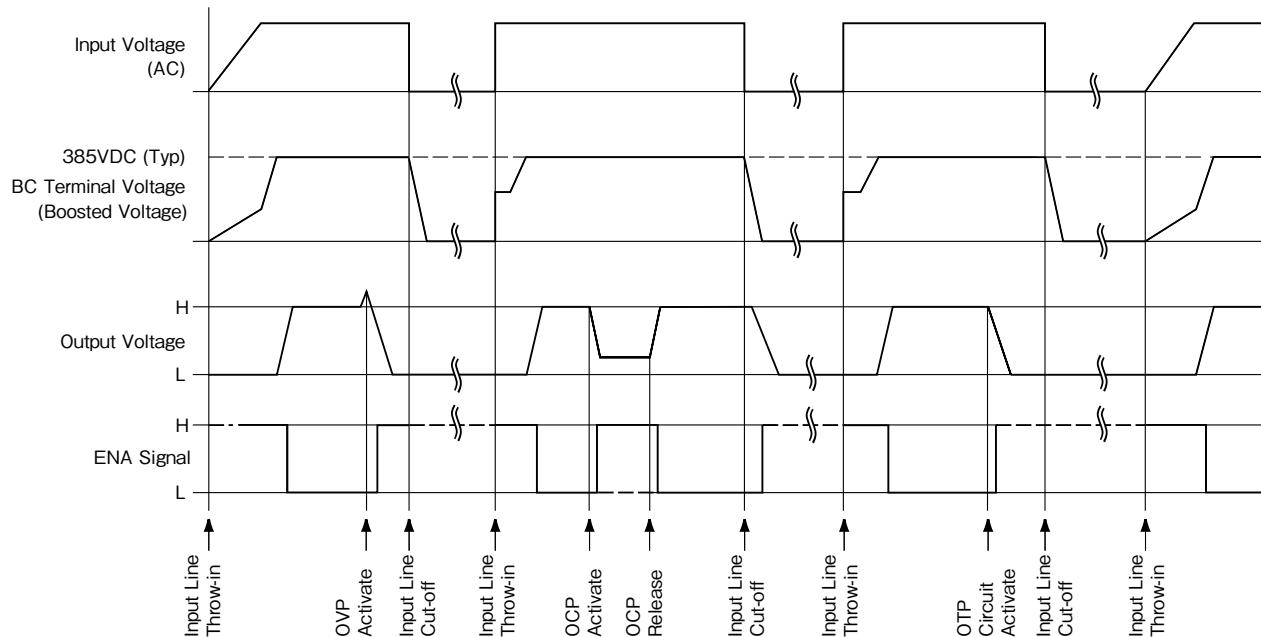 Input Voltage
(AC)
385VDC (Typ)
BC Terminal Voltage
(Boosted Voltage)
H
Output Voltage
L
H
ENA Signal
L
Input Line
Throw-in
OVP
Activate
Input Line
Cut-off
Input Line
Throw-in
OCP
Activate
OCP
Release
Input Line
Cut-off
Input Line
Throw-in
OTP
Circuit
Activate
Input Line
Cut-off
Input Line
Throw-in